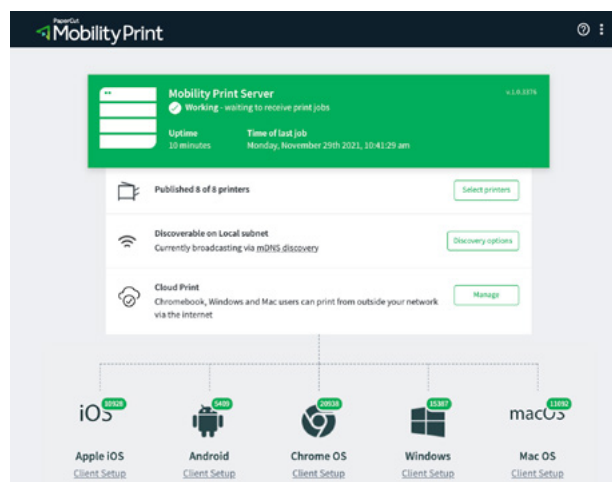 PaperCut
Mobility Print
Mobility Print Server
v.1.0.3376
Working - waiting to receive print jobs
Uptime
Time of last job
10 minutes
Monday, November 29th 2021, 10:41:29 am
Published 8 of 8 printers
Select printers
Discoverable on Local subnet
Currently broadcasting via mDNS discovery
Discovery options
Cloud Print
Chromebook, Windows and Mac users can print from outside your network
via the internet
Manage
iOS
10928
5409
20938
15387
macOS
11092
Apple iOS
Android
Chrome OS
Windows
Mac OS
Client Setup
Client Setup
Client Setup
Client Setup
Client Setup